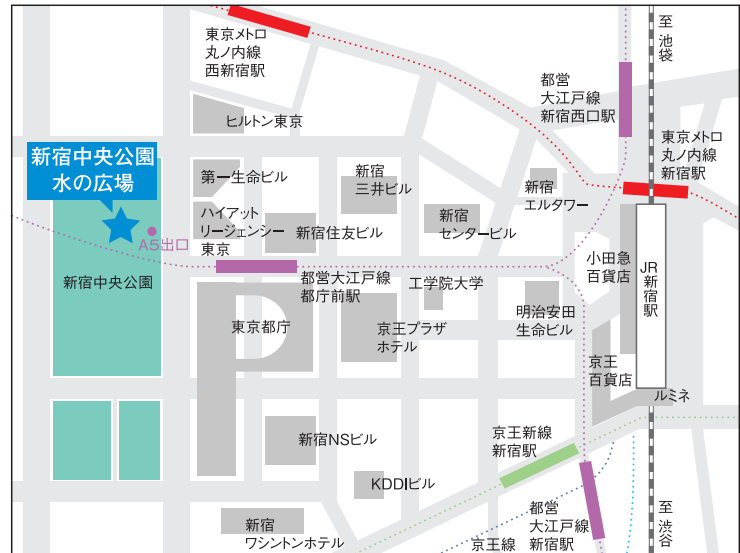 東京メトロ
丸ノ内線
西新宿駅
至
池袋
都営
大江戸線
新宿西口駅
ヒルトン東京
東京メトロ
丸ノ内線
新宿駅
新宿中央公園
水の広場
第一生命ビル
新宿
三井ビル
新宿
エルタワー
ハイアット
リージェンシー
東京
新宿住友ビル
新宿
センタービル
A5出口
小田急
百貨店
JR新宿駅
新宿中央公園
都営大江戸線
都庁前駅
工学院大学
東京都庁
京王プラザ
ホテル
明治安田
生命ビル
京王
百貨店
ルミネ
新宿NSビル
京王新線
新宿駅
KDDIビル
新宿
ワシントンホテル
京王線
都営
大江戸線
新宿駅
至
渋谷